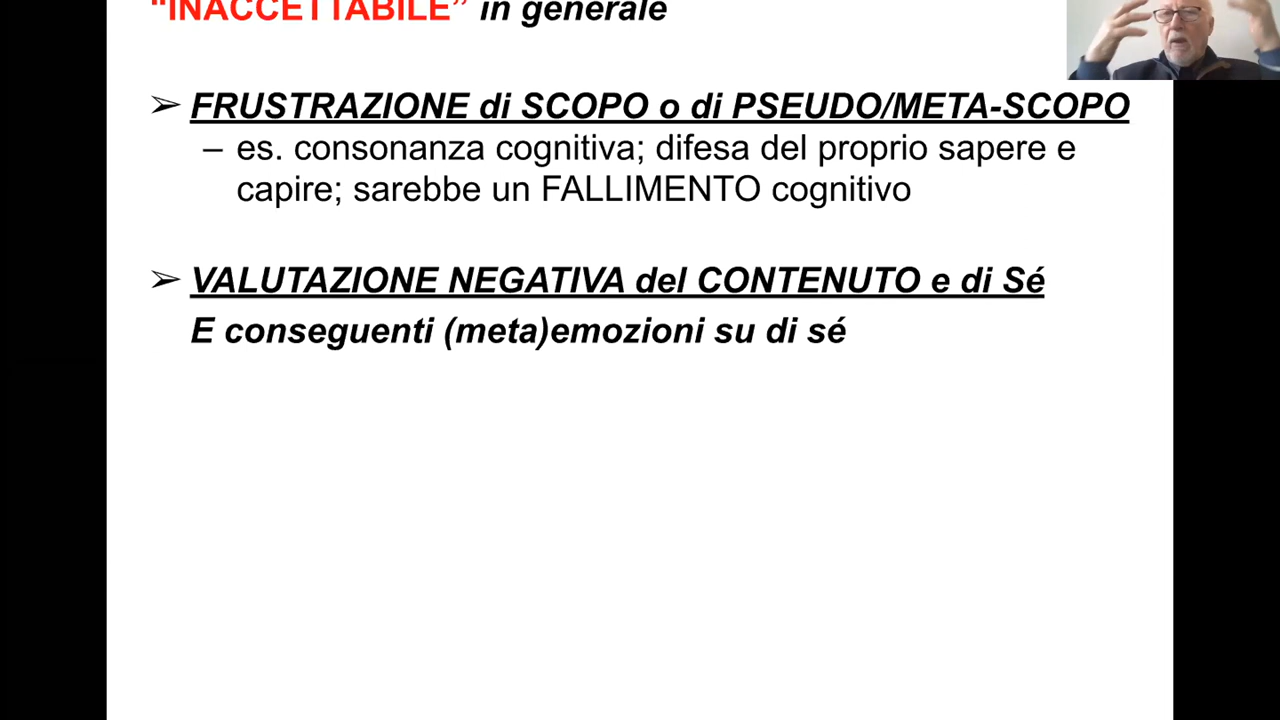 “INACCETTABILE” in generale
➢ FRUSTRAZIONE di SCOPO o di PSEUDO/META-SCOPO
– es. consonanza cognitiva; difesa del proprio sapere e
capire; sarebbe un FALLIMENTO cognitivo
➢ VALUTAZIONE NEGATIVA del CONTENUTO e di Sé
E conseguenti (meta)emozioni su di sé